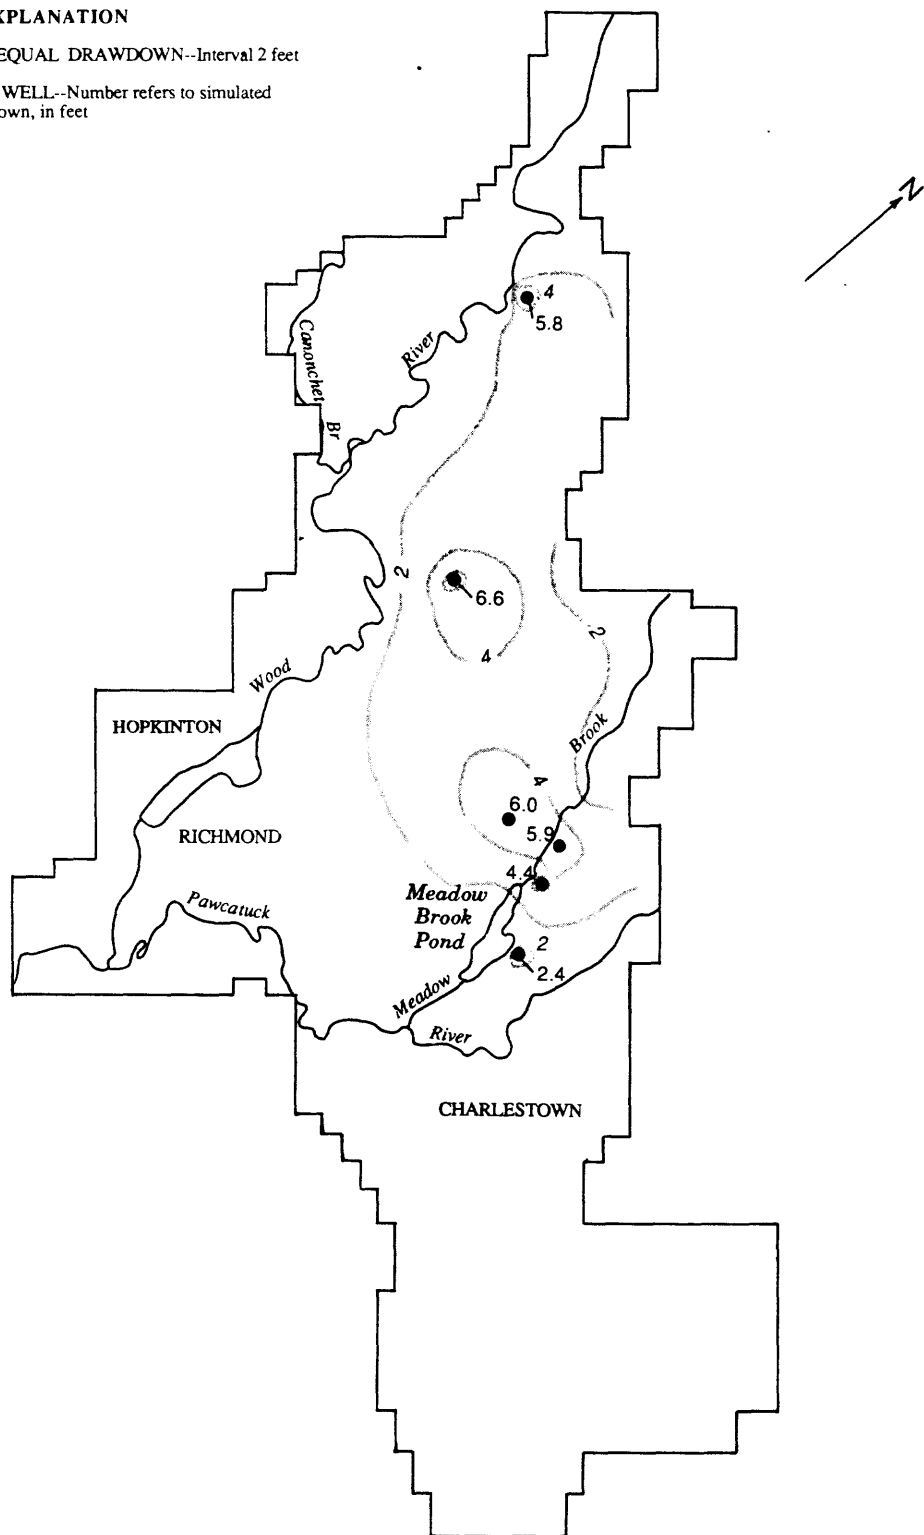 XPLANATION
EQUAL DRAWDOWN--Interval 2 feet
WELL--Number refers to simulated
own, in feet
N
4
5.8
River
Canonchet
Br
2
6.6
4
2
Wood
HOPKINTON
Brook
4
6.0
RICHMOND
5.9
4.4
Pawcatuck
Meadow
Brook
Pond
2
2.4
Meadow
River
CHARLESTOWN